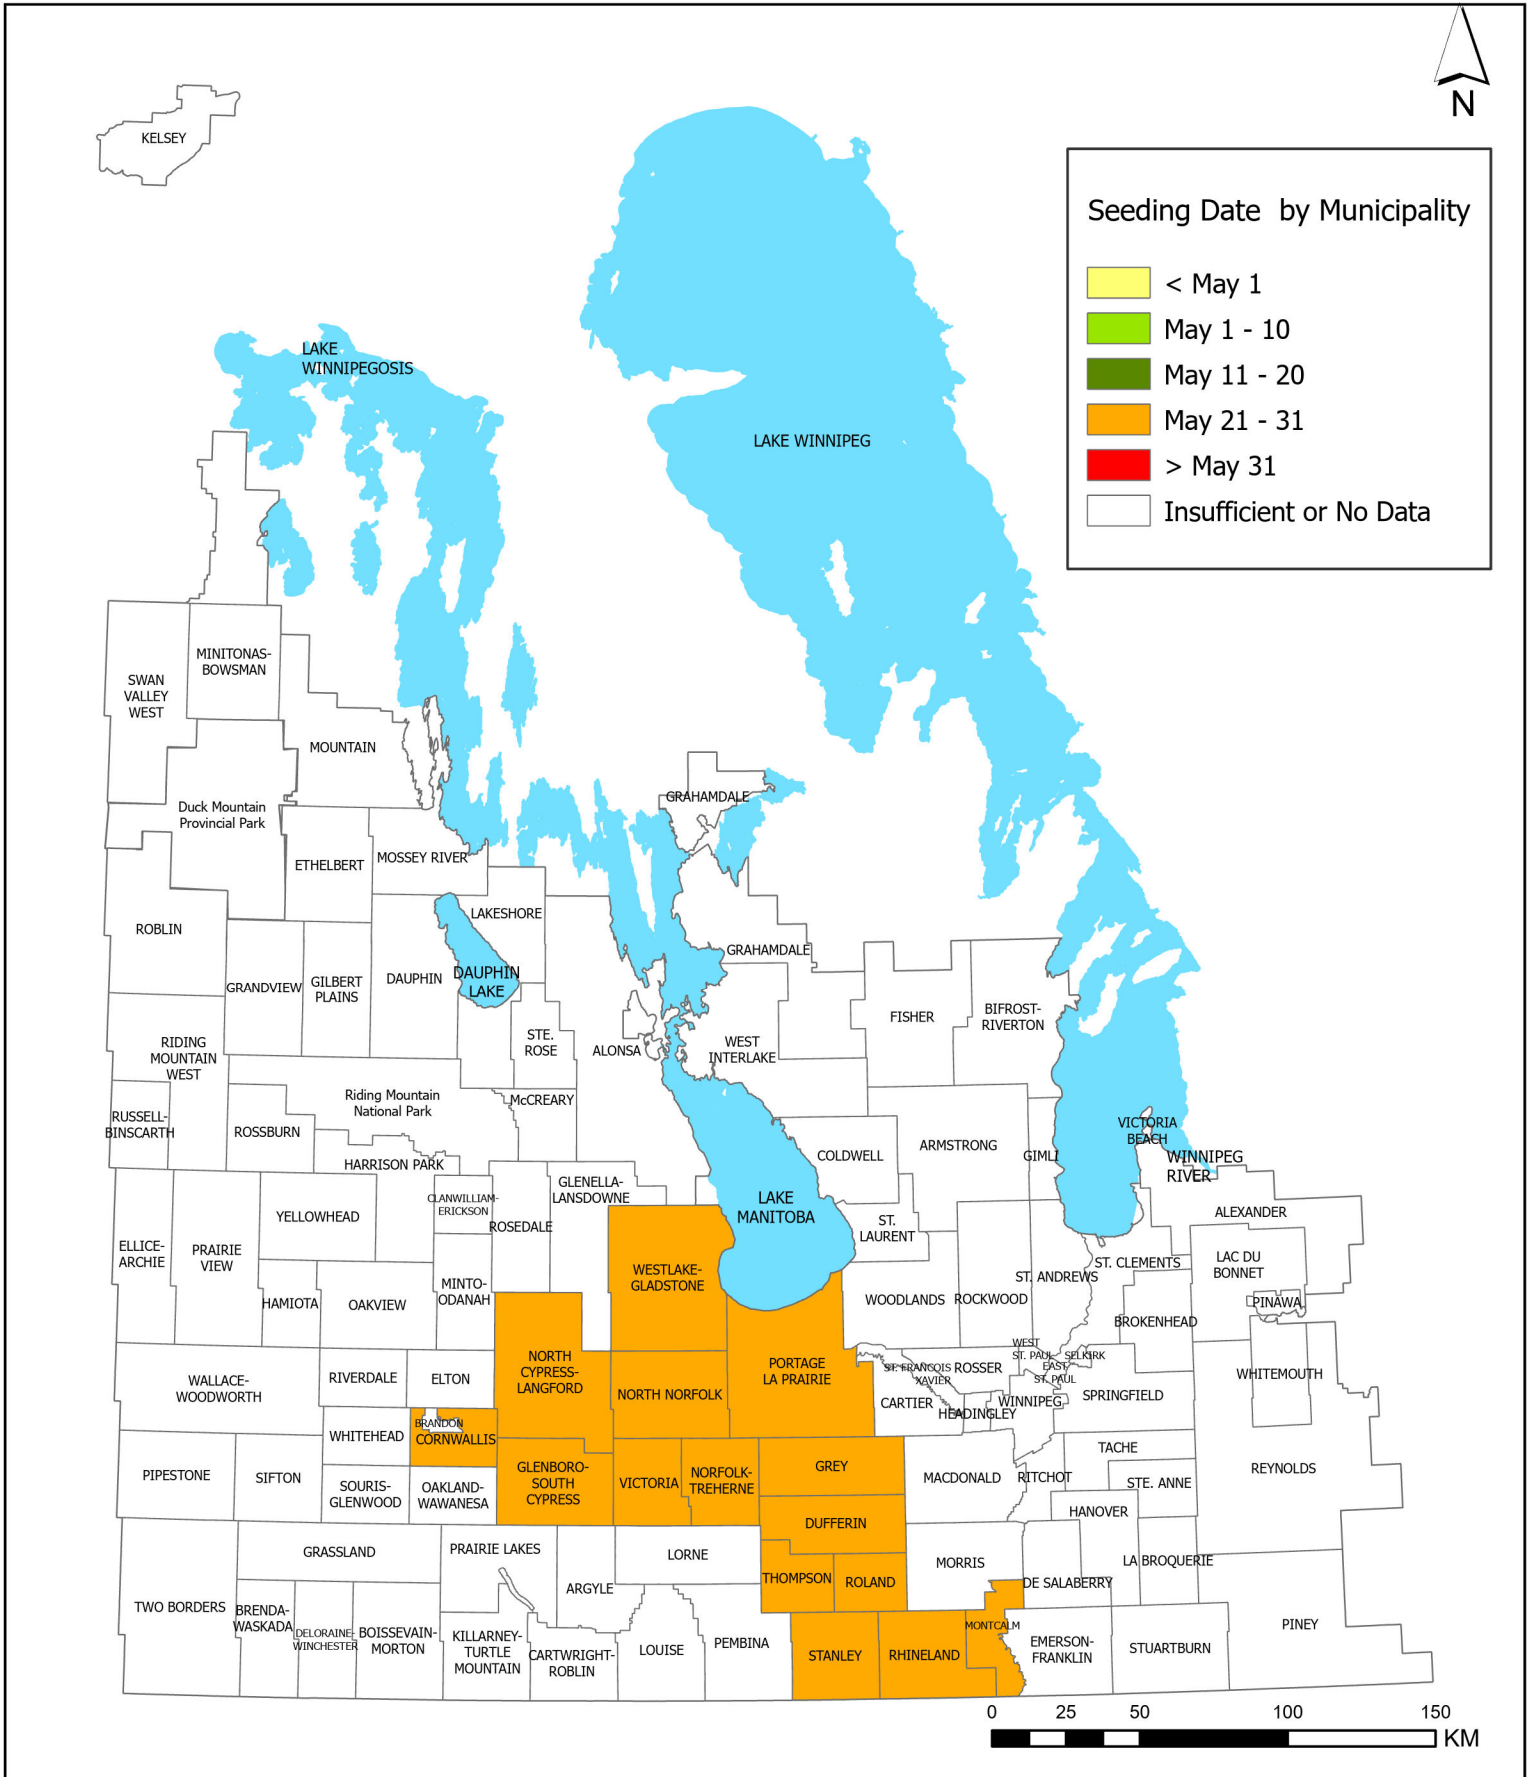 N
KELSEY
Seeding Date by Municipality
< May 1
May 1 - 10
May 11 - 20
May 21 - 31
> May 31
Insufficient or No Data
LAKE
WINNIPEGOSIS
LAKE WINNIPEG
MINITONAS-
BOWSMAN
SWAN
VALLEY
WEST
MOUNTAIN
Duck Mountain
Provincial Park
GRAHAMDALE
ETHELBERT
MOSSEY RIVER
LAKESHORE
ROBLIN
GRAHAMDALE
GRANDVIEW
GILBERT
PLAINS
DAUPHIN
DAUPHIN
LAKE
FISHER
BIFROST-
RIVERTON
STE.
ROSE
ALONSA
WEST
INTERLAKE
RIDING
MOUNTAIN
WEST
Riding Mountain
National Park
McCREARY
RUSSELL-
BINSCARTH
ROSSBURN
VICTORIA
BEACH
ARMSTRONG
COLDWELL
GIMLI
WINNIPEG
RIVER
HARRISON PARK
GLENELLA-
LANSDOWNE
CLANWILLIAM-
ERICKSON
ROSEDALE
LAKE
MANITOBA
YELLOWHEAD
ST.
LAURENT
ALEXANDER
ELLICE-
ARCHIE
PRAIRIE
VIEW
WESTLAKE-
GLADSTONE
ST. CLEMENTS
LAC DU
BONNET
ST. ANDREWS
MINTO-
ODANAH
HAMIOTA
OAKVIEW
WOODLANDS
ROCKWOOD
PINAWA
BROKENHEAD
NORTH
CYPRESS-
LANGFORD
PORTAGE
LA PRAIRIE
WEST
ST. PAUL
SELKIRK
EAST
ST. PAUL
ST. FRANCOIS
XAVIER
ROSSER
WHITEMOUTH
WALLACE-
WOODWORTH
RIVERDALE
ELTON
NORTH NORFOLK
CARTIER
HEADINGLEY
WINNIPEG
SPRINGFIELD
BRANDON
CORNWALLIS
WHITEHEAD
TACHE
PIPESTONE
SIFTON
SOURIS-
GLENWOOD
OAKLAND-
WAWANESA
GLENBORO-
SOUTH
CYPRESS
VICTORIA
NORFOLK-
TREHERNE
GREY
MACDONALD
RITCHOT
STE. ANNE
REYNOLDS
HANOVER
DUFFERIN
GRASSLAND
PRAIRIE LAKES
LORNE
MORRIS
LA BROQUERIE
ARGYLE
THOMPSON
ROLAND
DE SALABERRY
TWO BORDERS
BRENDA-
WASKADA
DELORAINE-
WINCHESTER
BOISSEVAIN-
MORTON
KILLARNEY-
TURTLE
MOUNTAIN
CARTWRIGHT-
ROBLIN
LOUISE
PEMBINA
STANLEY
RHINELAND
MONTCALM
EMERSON-
FRANKLIN
STUARTBURN
PINEY
0 25 50 100 150
KM